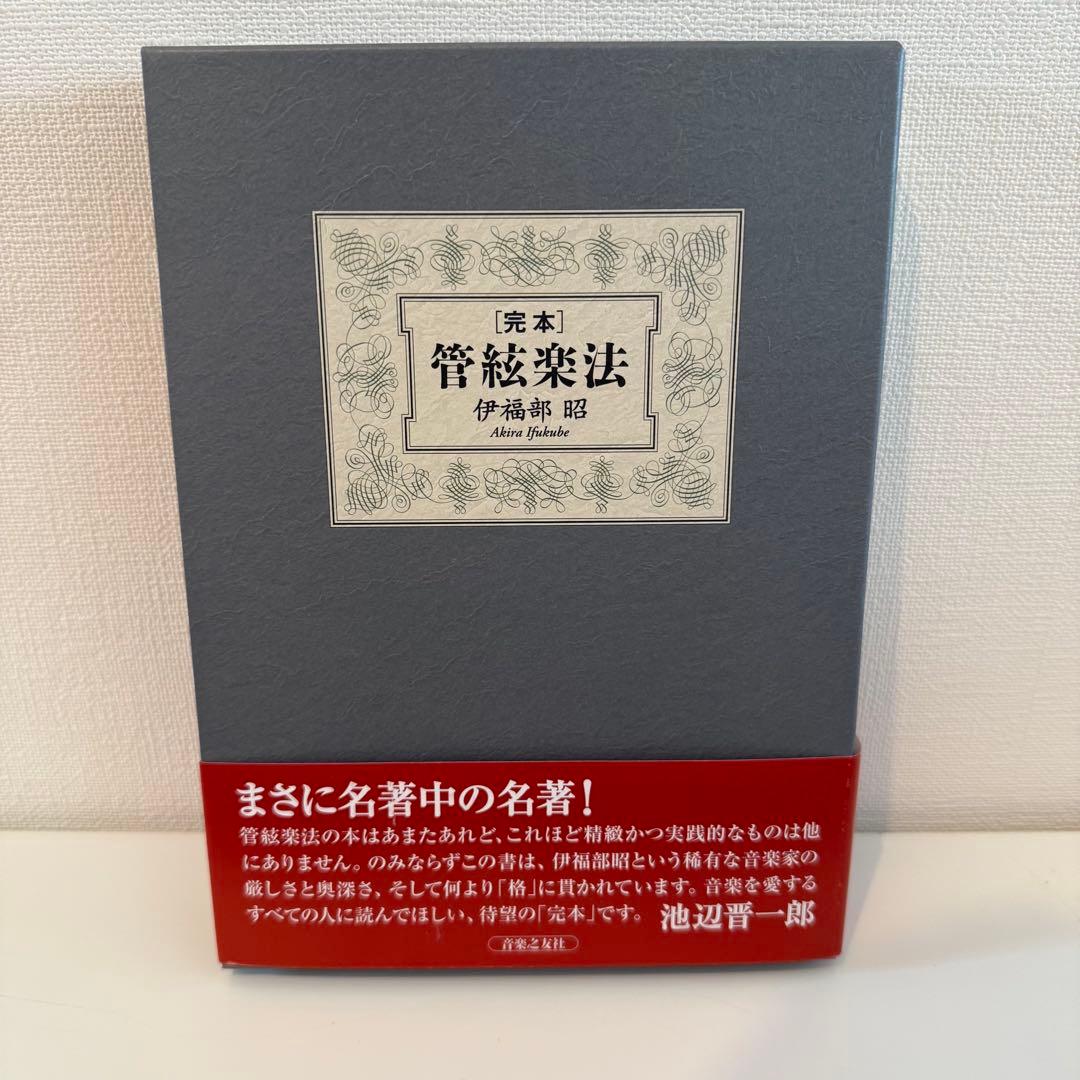 ［完本］
管絃楽法
伊福部 昭
Akira Ifukube
まさに名著中の名著！
管絃楽法の本はあまたあれど、これほど精緻かつ実践的なものは他
にありません。のみならずこの書は、伊福部昭という稀有な音楽家の
厳しさと奥深さ、そして何より「格」に貫かれています。音楽を愛する
すべての人に読んでほしい、待望の「完本」です。 池辺晋一郎
音楽之友社